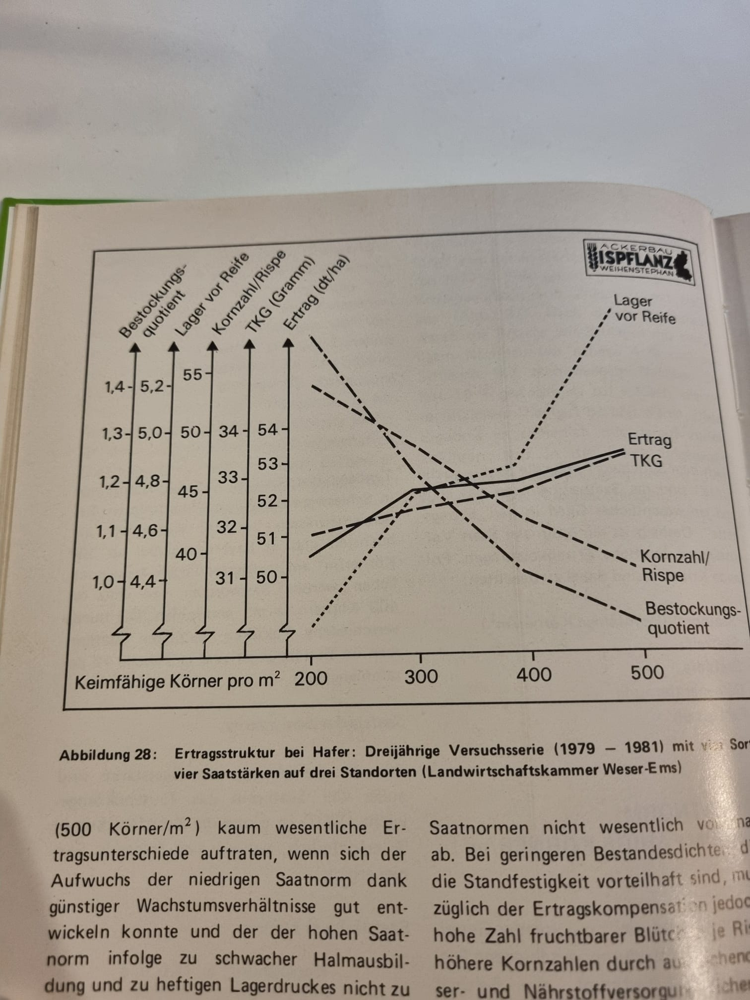 ACKERBAU
ISPFLANZ
WEIHENSTEPHAN
Bestockungs-
quotient
Lager vor Reife
Kornzahl/Rispe
TKG (Gramm)
Ertrag (dt/ha)
Lager
vor Reife
55
1,4 5,2
1,3 5,0 50 34 54
53
1,2 4,8 45 33
52
1,1 4,6 32 51
40
1,0 4,4 31 50
Ertrag
TKG
Kornzahl/
Rispe
Bestockungs-
quotient
Keimfähige Körner pro m² 200 300 400 500
Abbildung 28: Ertragsstruktur bei Hafer: Dreijährige Versuchsserie (1979 – 1981) mit
vier Saatstärken auf drei Standorten (Landwirtschaftskammer Weser-Ems)
(500 Körner/m²) kaum wesentliche Er-
tragsunterschiede auftraten, wenn sich der
Aufwuchs der niedrigen Saatnorm dank
günstiger Wachstumsverhältnisse gut ent-
wickeln konnte und der der hohen Saat-
norm infolge zu schwacher Halmausbil-
dung und zu heftigen Lagerdruckes nicht zu
Saatnormen nicht wesentlich
ab. Bei geringeren
die Standfestigkeit vorteilhaft sind,
züglich der Ertragskompensation
hohe Zahl fruchtbarer je
höhere Kornzahlen durch
ser- und